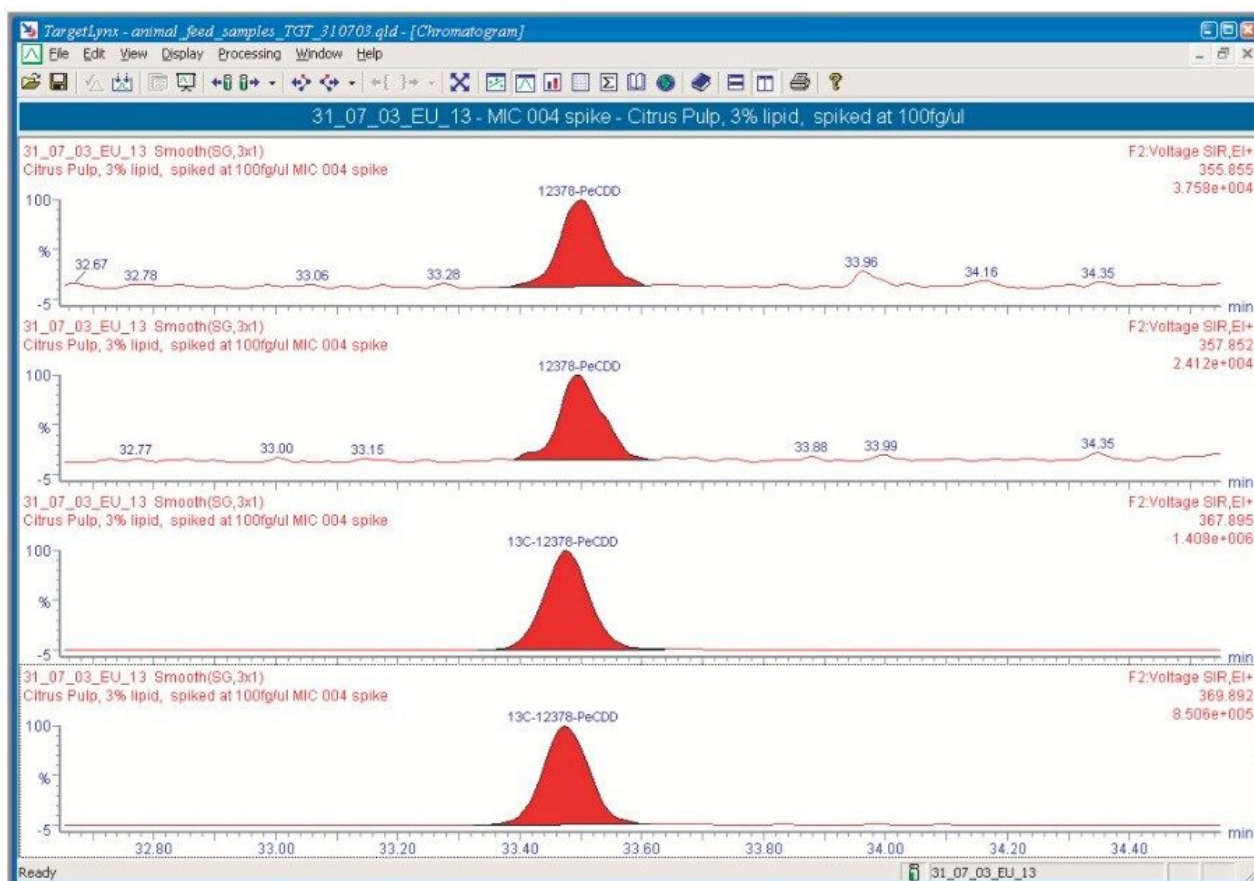 TargetLynx - animal_feed_samples_TGT_310703.qld - [Chromatogram]
File Edit View Display Processing Window Help
31_07_03_EU_13 - MIC 004 spike - Citrus Pulp, 3% lipid, spiked at 100fg/ul
31_07_03_EU_13 Smooth(SG,3x1)
Citrus Pulp, 3% lipid, spiked at 100fg/ul MIC 004 spike
F2:Voltage SIR,EI+
355.855
3.758e+004
12378-PeCDD
100
%
-5
32.67
32.78
33.06
33.28
33.96
34.16
34.35
min
31_07_03_EU_13 Smooth(SG,3x1)
Citrus Pulp, 3% lipid, spiked at 100fg/ul MIC 004 spike
F2:Voltage SIR,EI+
357.852
2.412e+004
12378-PeCDD
100
%
-5
32.77
33.00
33.15
33.88
33.99
34.35
min
31_07_03_EU_13 Smooth(SG,3x1)
Citrus Pulp, 3% lipid, spiked at 100fg/ul MIC 004 spike
F2:Voltage SIR,EI+
367.895
1.408e+006
13C-12378-PeCDD
100
%
-5
min
31_07_03_EU_13 Smooth(SG,3x1)
Citrus Pulp, 3% lipid, spiked at 100fg/ul MIC 004 spike
F2:Voltage SIR,EI+
369.892
8.506e+005
13C-12378-PeCDD
100
%
-5
min
32.80 33.00 33.20 33.40 33.60 33.80 34.00 34.20 34.40
Ready
31_07_03_EU_13